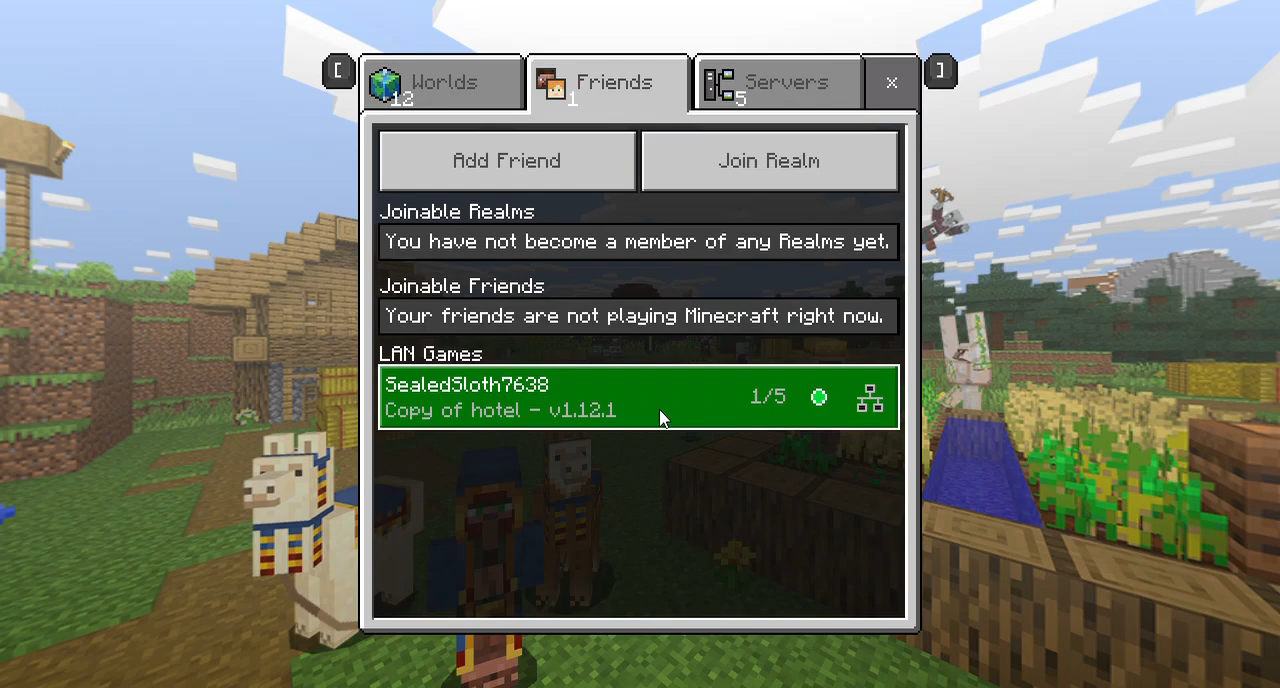 [
Worlds
12
Friends
1
Servers
5
x
]
Add Friend
Join Realm
Joinable Realms
You have not become a member of any Realms yet.
Joinable Friends
Your friends are not playing Minecraft right now.
LAN Games
SealedSloth7638
1/5
Copy of hotel - v1.12.1